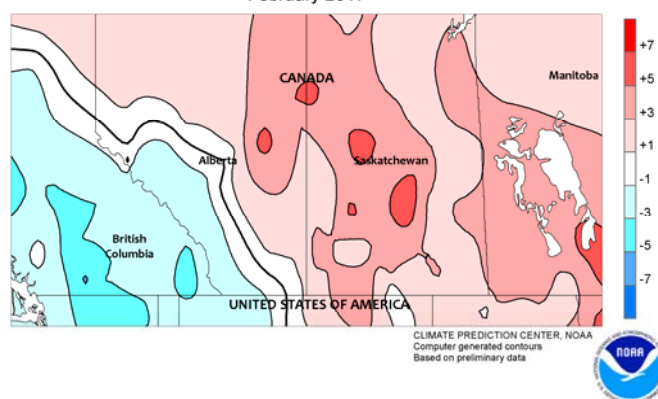 CANADA
Manitoba
Alberta
Saskatchewan
British
Columbia
UNITED STATES OF AMERICA
+7
+5
+3
+1
-1
-3
-5
-7
CLIMATE PREDICTION CENTER, NOAA
Computer generated contours
Based on preliminary data
NOAA